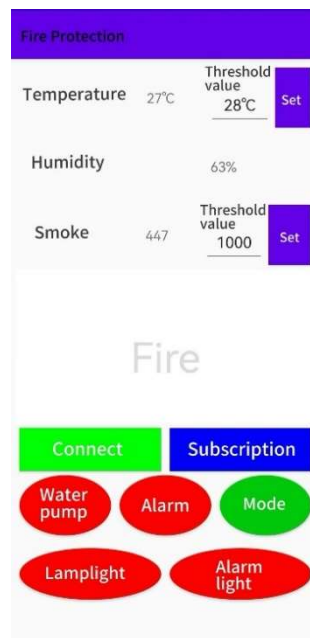 Fire Protection
Temperature 27℃ Threshold value 28℃ Set
Humidity 63%
Smoke 447 Threshold value 1000 Set
Fire
Connect Subscription
Water pump Alarm Mode
Lamplight Alarm light